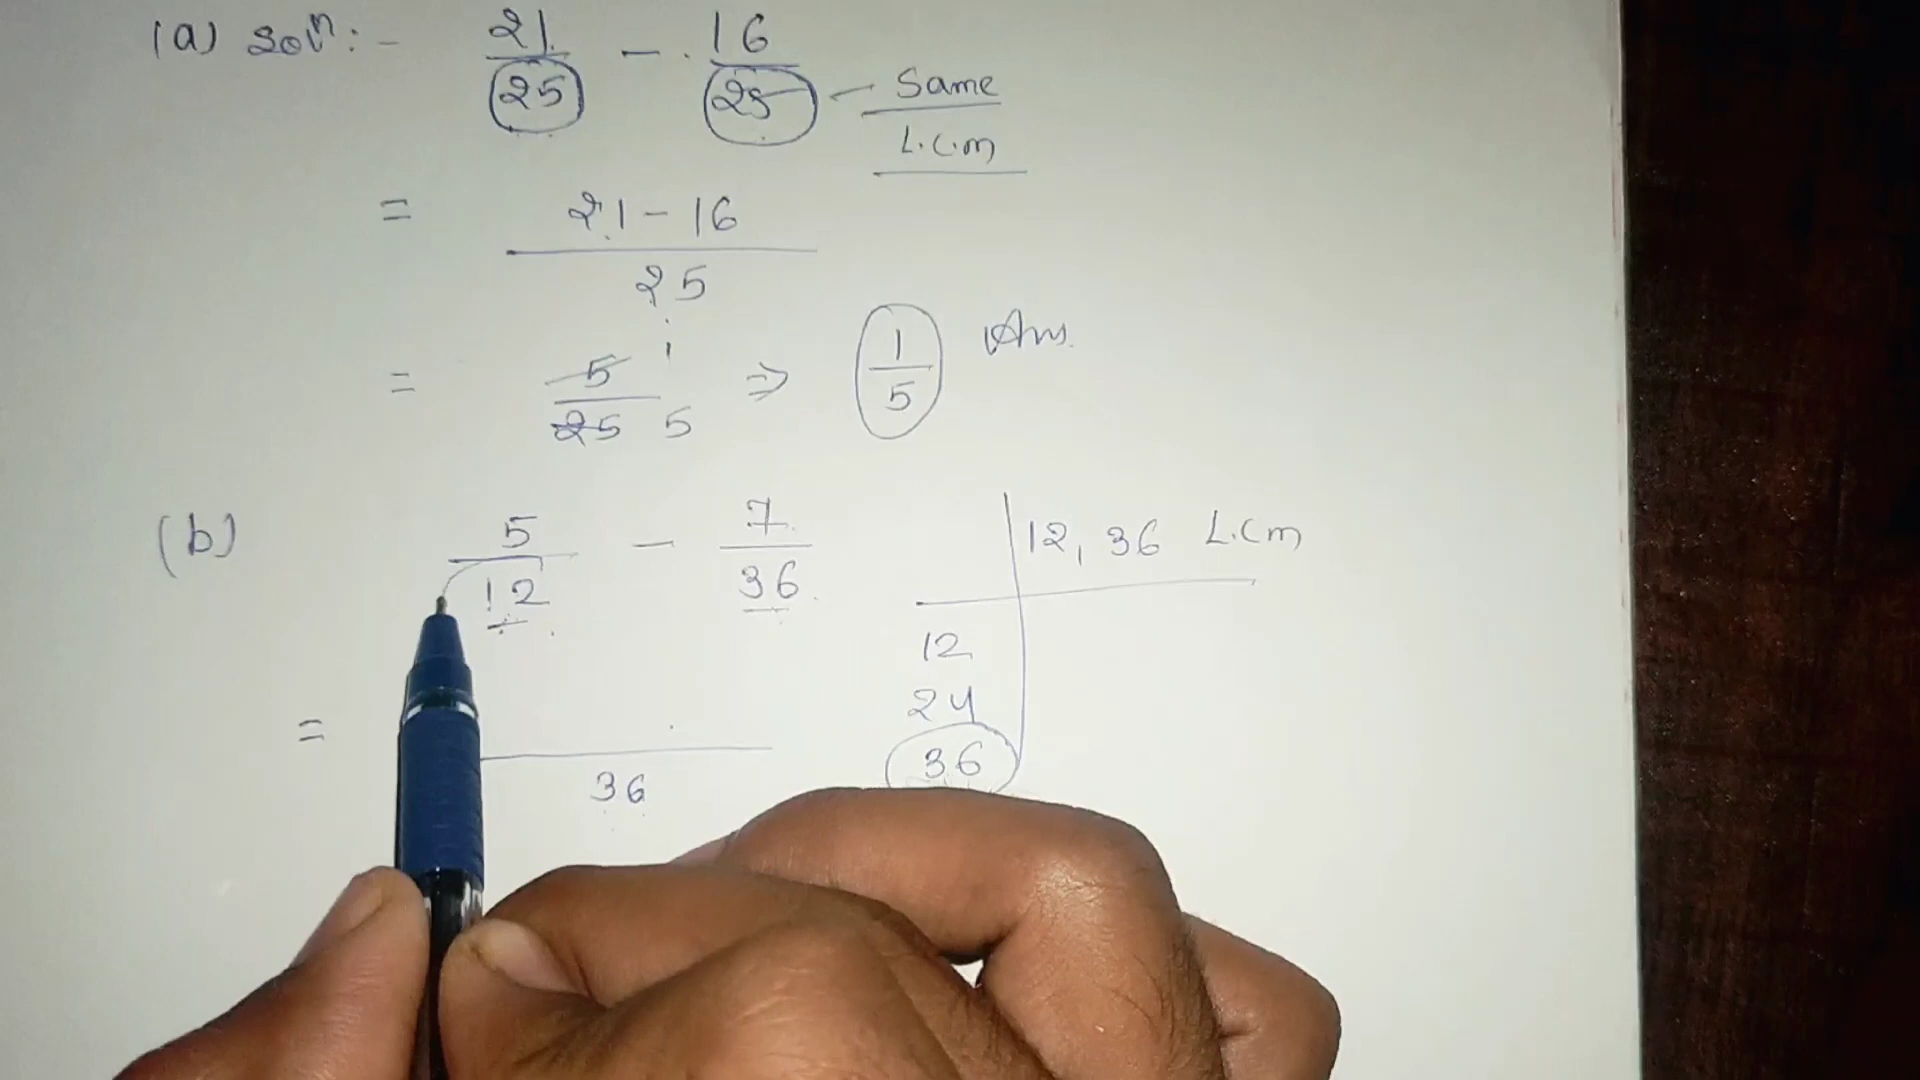 (a) Soln:- 21/25 - 16/25 - Same
L.C.M
= 21-16/25
= 5/25 1/5 ⇒ 1/5 Ans.
(b) 5/12 - 7/36
= /36
12, 36 L.C.M
12
24
36